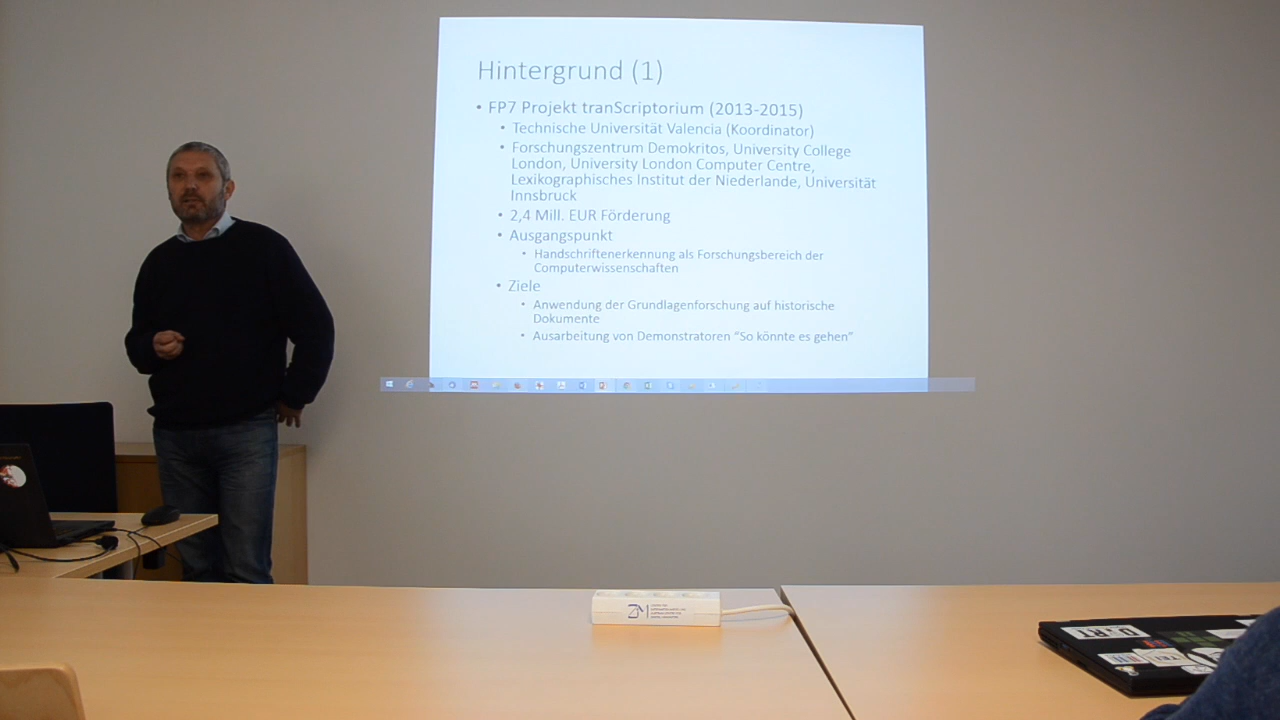 Hintergrund (1)
• FP7 Projekt tranScriptorium (2013-2015)
• Technische Universität Valencia (Koordinator)
• Forschungszentrum Demokritos, University College
London, University London Computer Centre,
Lexikographisches Institut der Niederlande, Universität
Innsbruck
• 2,4 Mill. EUR Förderung
• Ausgangspunkt
• Handschriftenerkennung als Forschungsbereich der
Computerwissenschaften
• Ziele
• Anwendung der Grundlagenforschung auf historische
Dokumente
• Ausarbeitung von Demonstratoren “So könnte es gehen”
TEI